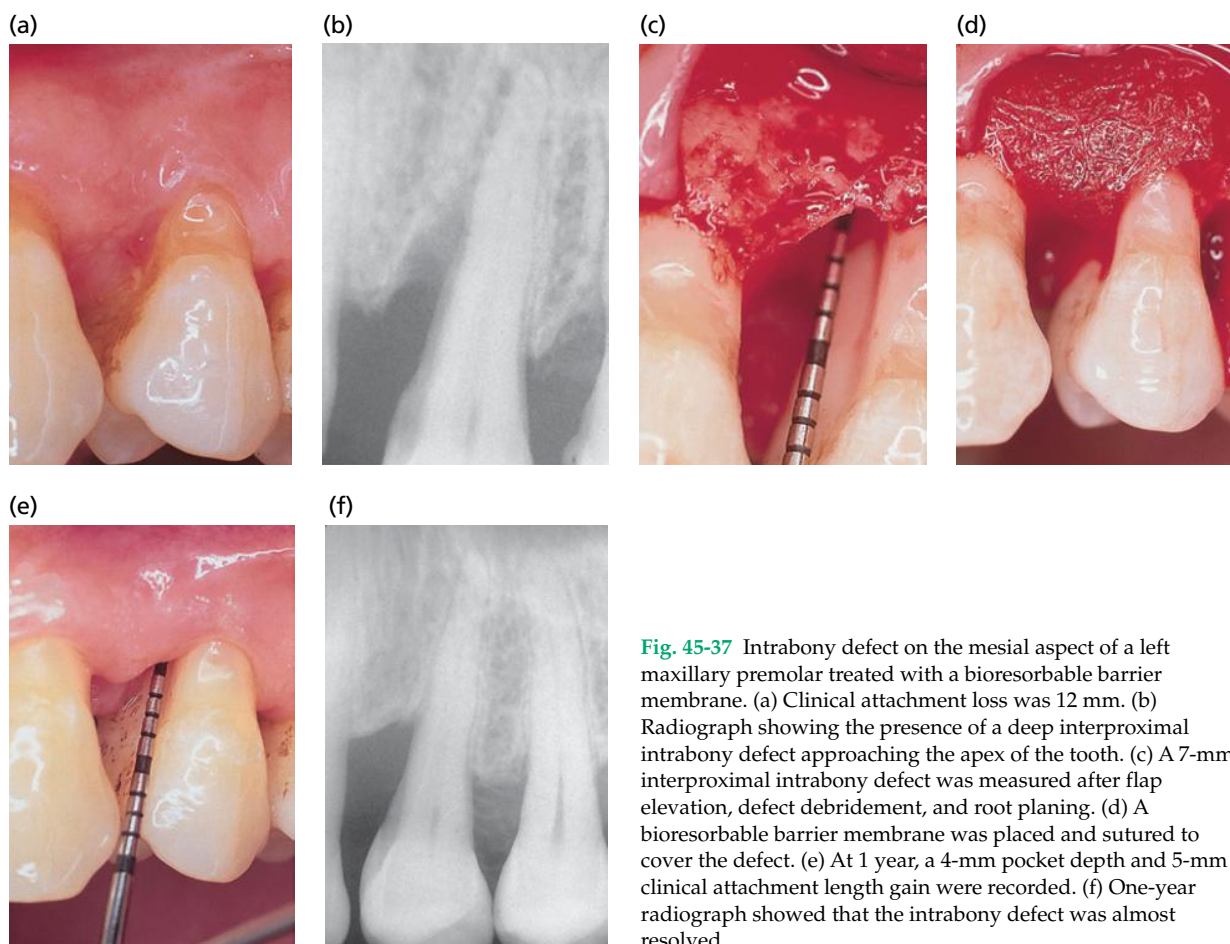 (a)
(b)
(c)
(d)
(e)
(f)
Fig. 45-37 Intrabony defect on the mesial aspect of a left
maxillary premolar treated with a bioresorbable barrier
membrane. (a) Clinical attachment loss was 12 mm. (b)
Radiograph showing the presence of a deep interproximal
intrabony defect approaching the apex of the tooth. (c) A 7-mm
interproximal intrabony defect was measured after flap
elevation, defect debridement, and root planing. (d) A
bioresorbable barrier membrane was placed and sutured to
cover the defect. (e) At 1 year, a 4-mm pocket depth and 5-mm
clinical attachment length gain were recorded. (f) One-year
radiograph showed that the intrabony defect was almost
resolved